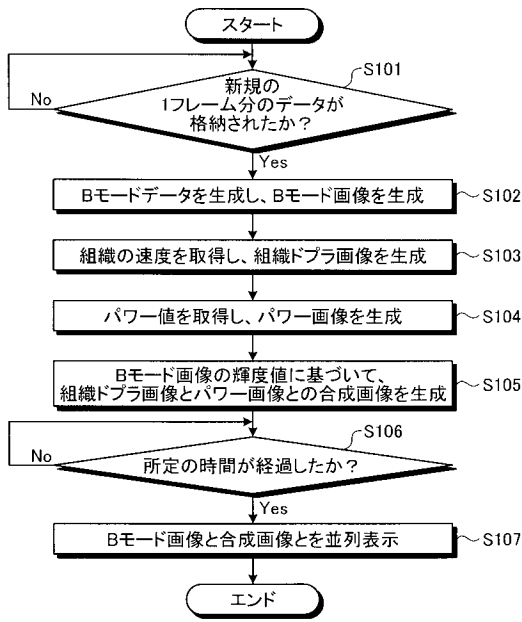 スタート
S101
新規の
1フレーム分のデータが
格納されたか？
No
Yes
Bモードデータを生成し、Bモード画像を生成
S102
組織の速度を取得し、組織ドプラ画像を生成
S103
パワー値を取得し、パワー画像を生成
S104
Bモード画像の輝度値に基づいて、
組織ドプラ画像とパワー画像との合成画像を生成
S105
S106
所定の時間が経過したか？
No
Yes
Bモード画像と合成画像とを並列表示
S107
エンド